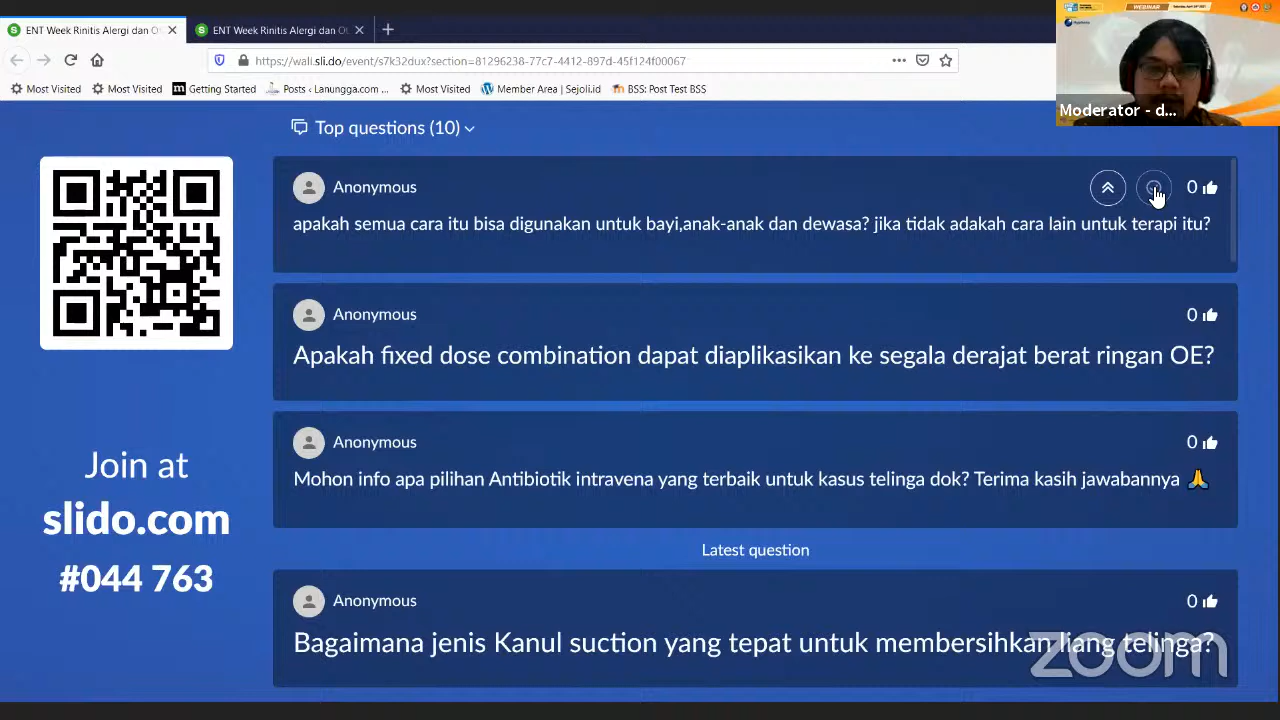 ENT Week Rinitis Alergi dan O
ENT Week Rinitis Alergi dan O
https://wall.sli.do/event/s7k32dux?section=81296238-77c7-4412-897d-45f124f00067
Most Visited
Most Visited
Getting Started
Posts ‹ Lanungga.com ...
Most Visited
Member Area | Sejoli.id
BSS: Post Test BSS
WEBINAR
Moderator - d...
Top questions (10)
Anonymous
0
apakah semua cara itu bisa digunakan untuk bayi,anak-anak dan dewasa? jika tidak adakah cara lain untuk terapi itu?
Anonymous
0
Apakah fixed dose combination dapat diaplikasikan ke segala derajat berat ringan OE?
Anonymous
0
Mohon info apa pilihan Antibiotik intravena yang terbaik untuk kasus telinga dok? Terima kasih jawabannya 🙏
Join at
slido.com
#044 763
Latest question
Anonymous
0
Bagaimana jenis Kanul suction yang tepat untuk membersihkan liang telinga?
zoom